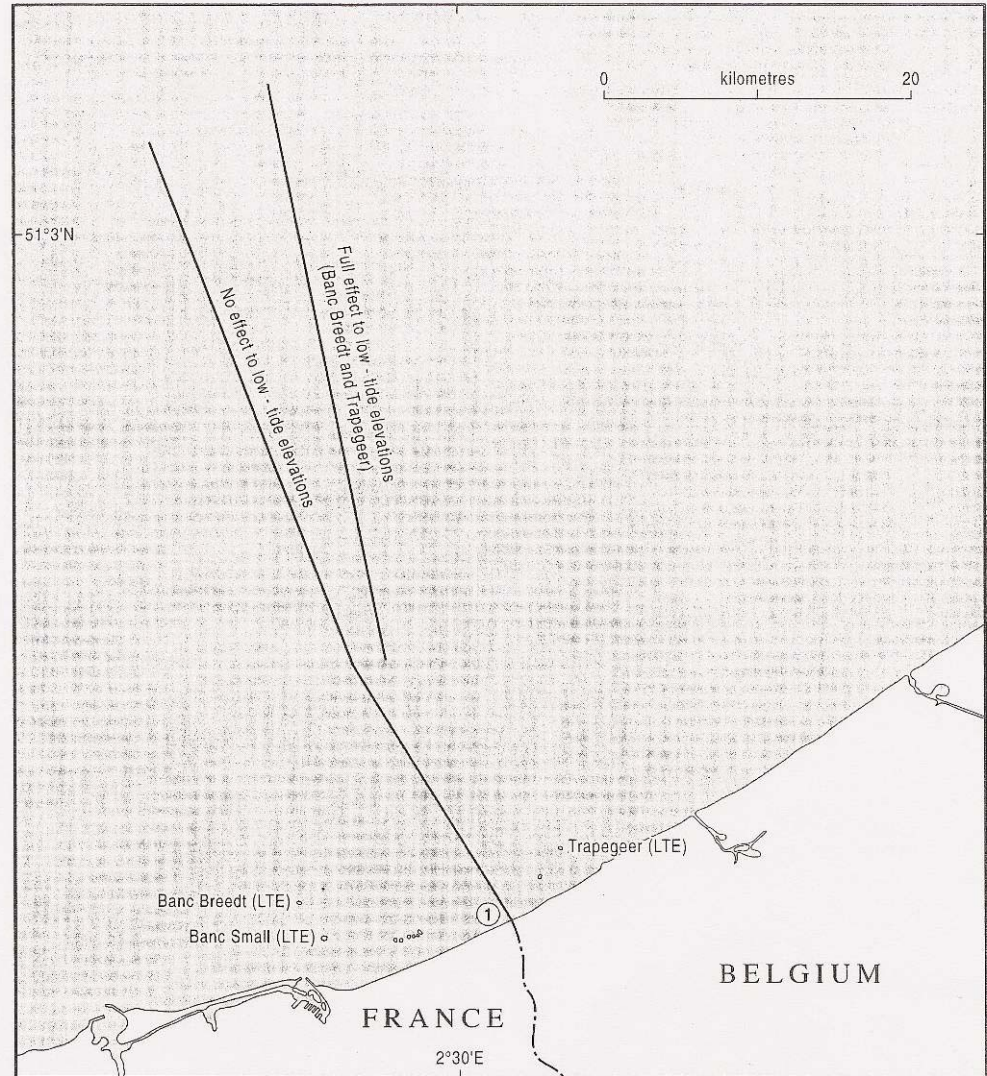 0 kilometres 20
51°3'N
Full effect to low - tide elevations
(Banc Breedt and Trapegeer)
No effect to low - tide elevations
Trapegeer (LTE)
Banc Breedt (LTE)
1
Banc Small (LTE)
BELGIUM
FRANCE
2°30'E